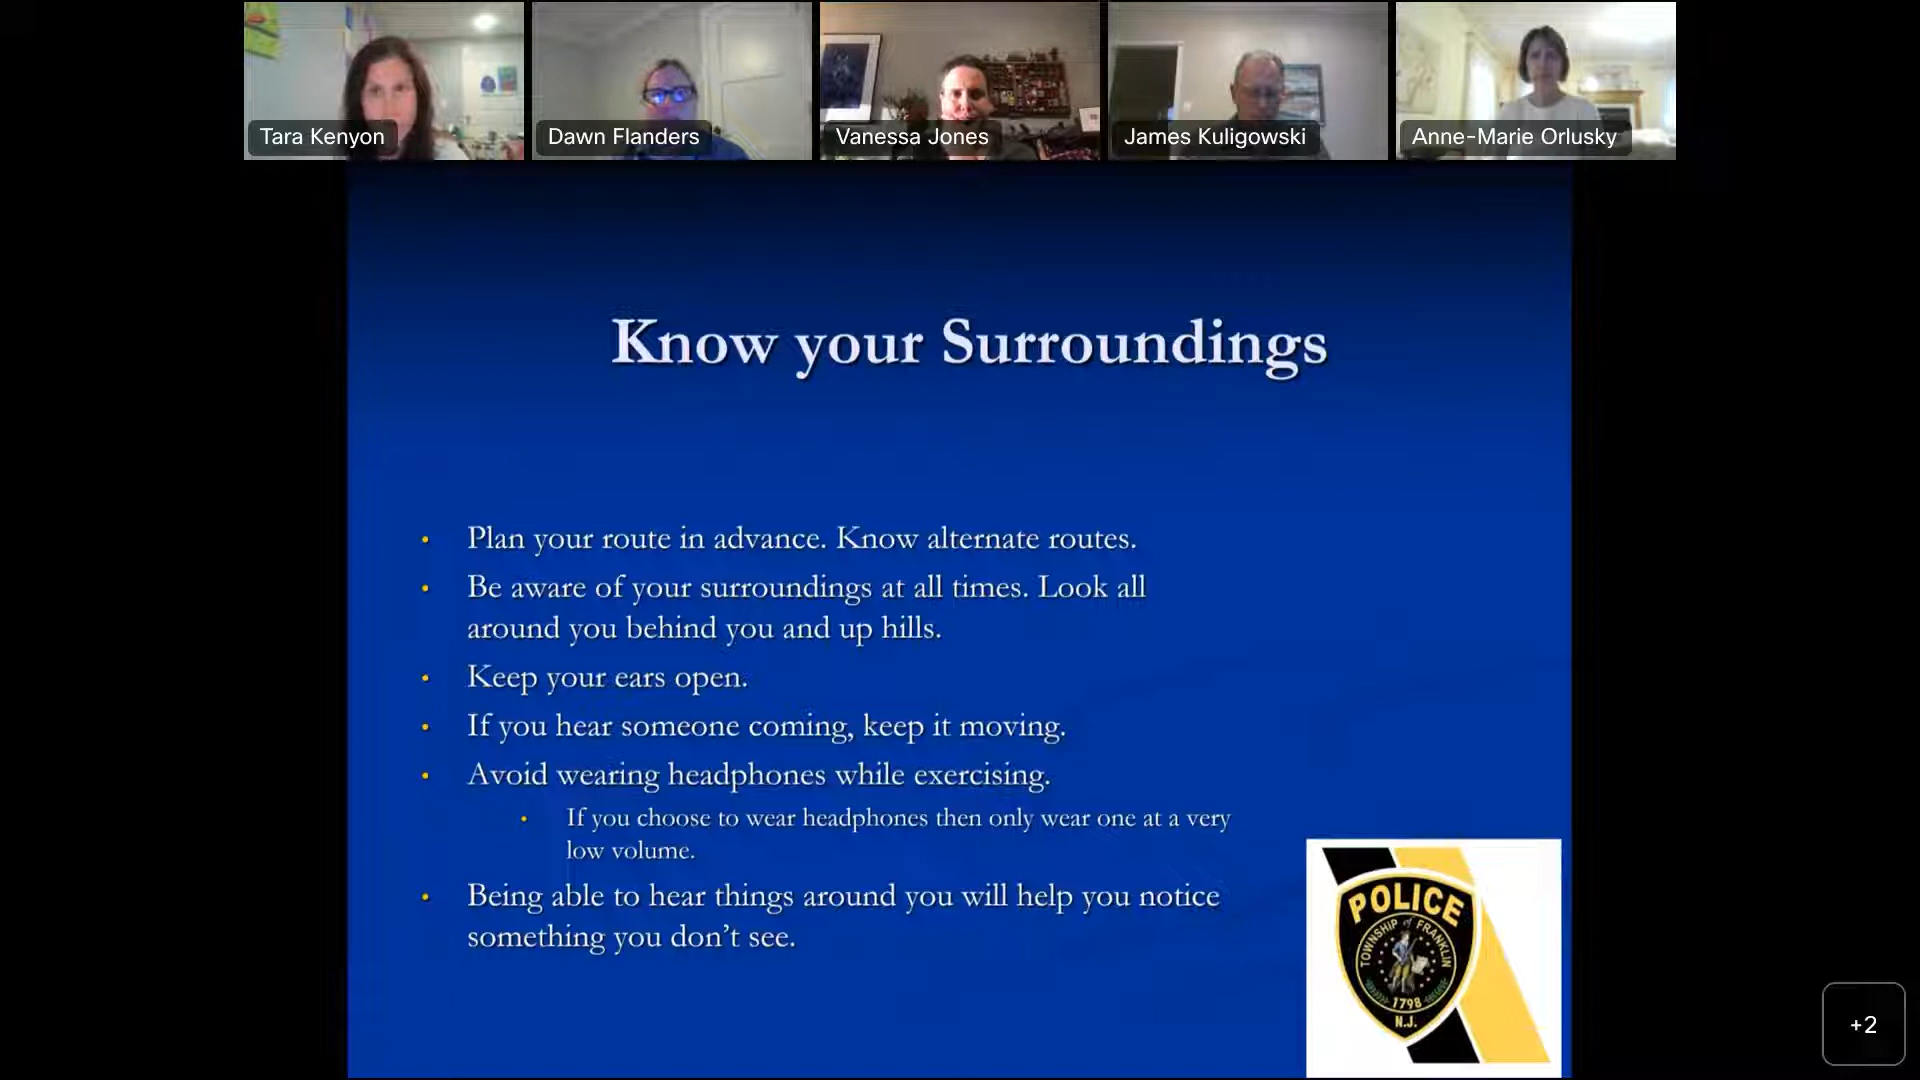 Tara Kenyon
Dawn Flanders
Vanessa Jones
James Kuligowski
Anne-Marie Orlusky
Know your Surroundings
• Plan your route in advance. Know alternate routes.
• Be aware of your surroundings at all times. Look all
around you behind you and up hills.
• Keep your ears open.
• If you hear someone coming, keep it moving.
• Avoid wearing headphones while exercising.
• If you choose to wear headphones then only wear one at a very
low volume.
• Being able to hear things around you will help you notice
something you don’t see.
POLICE
TOWNSHIP of FRANKLIN
1798
N.J.
+2